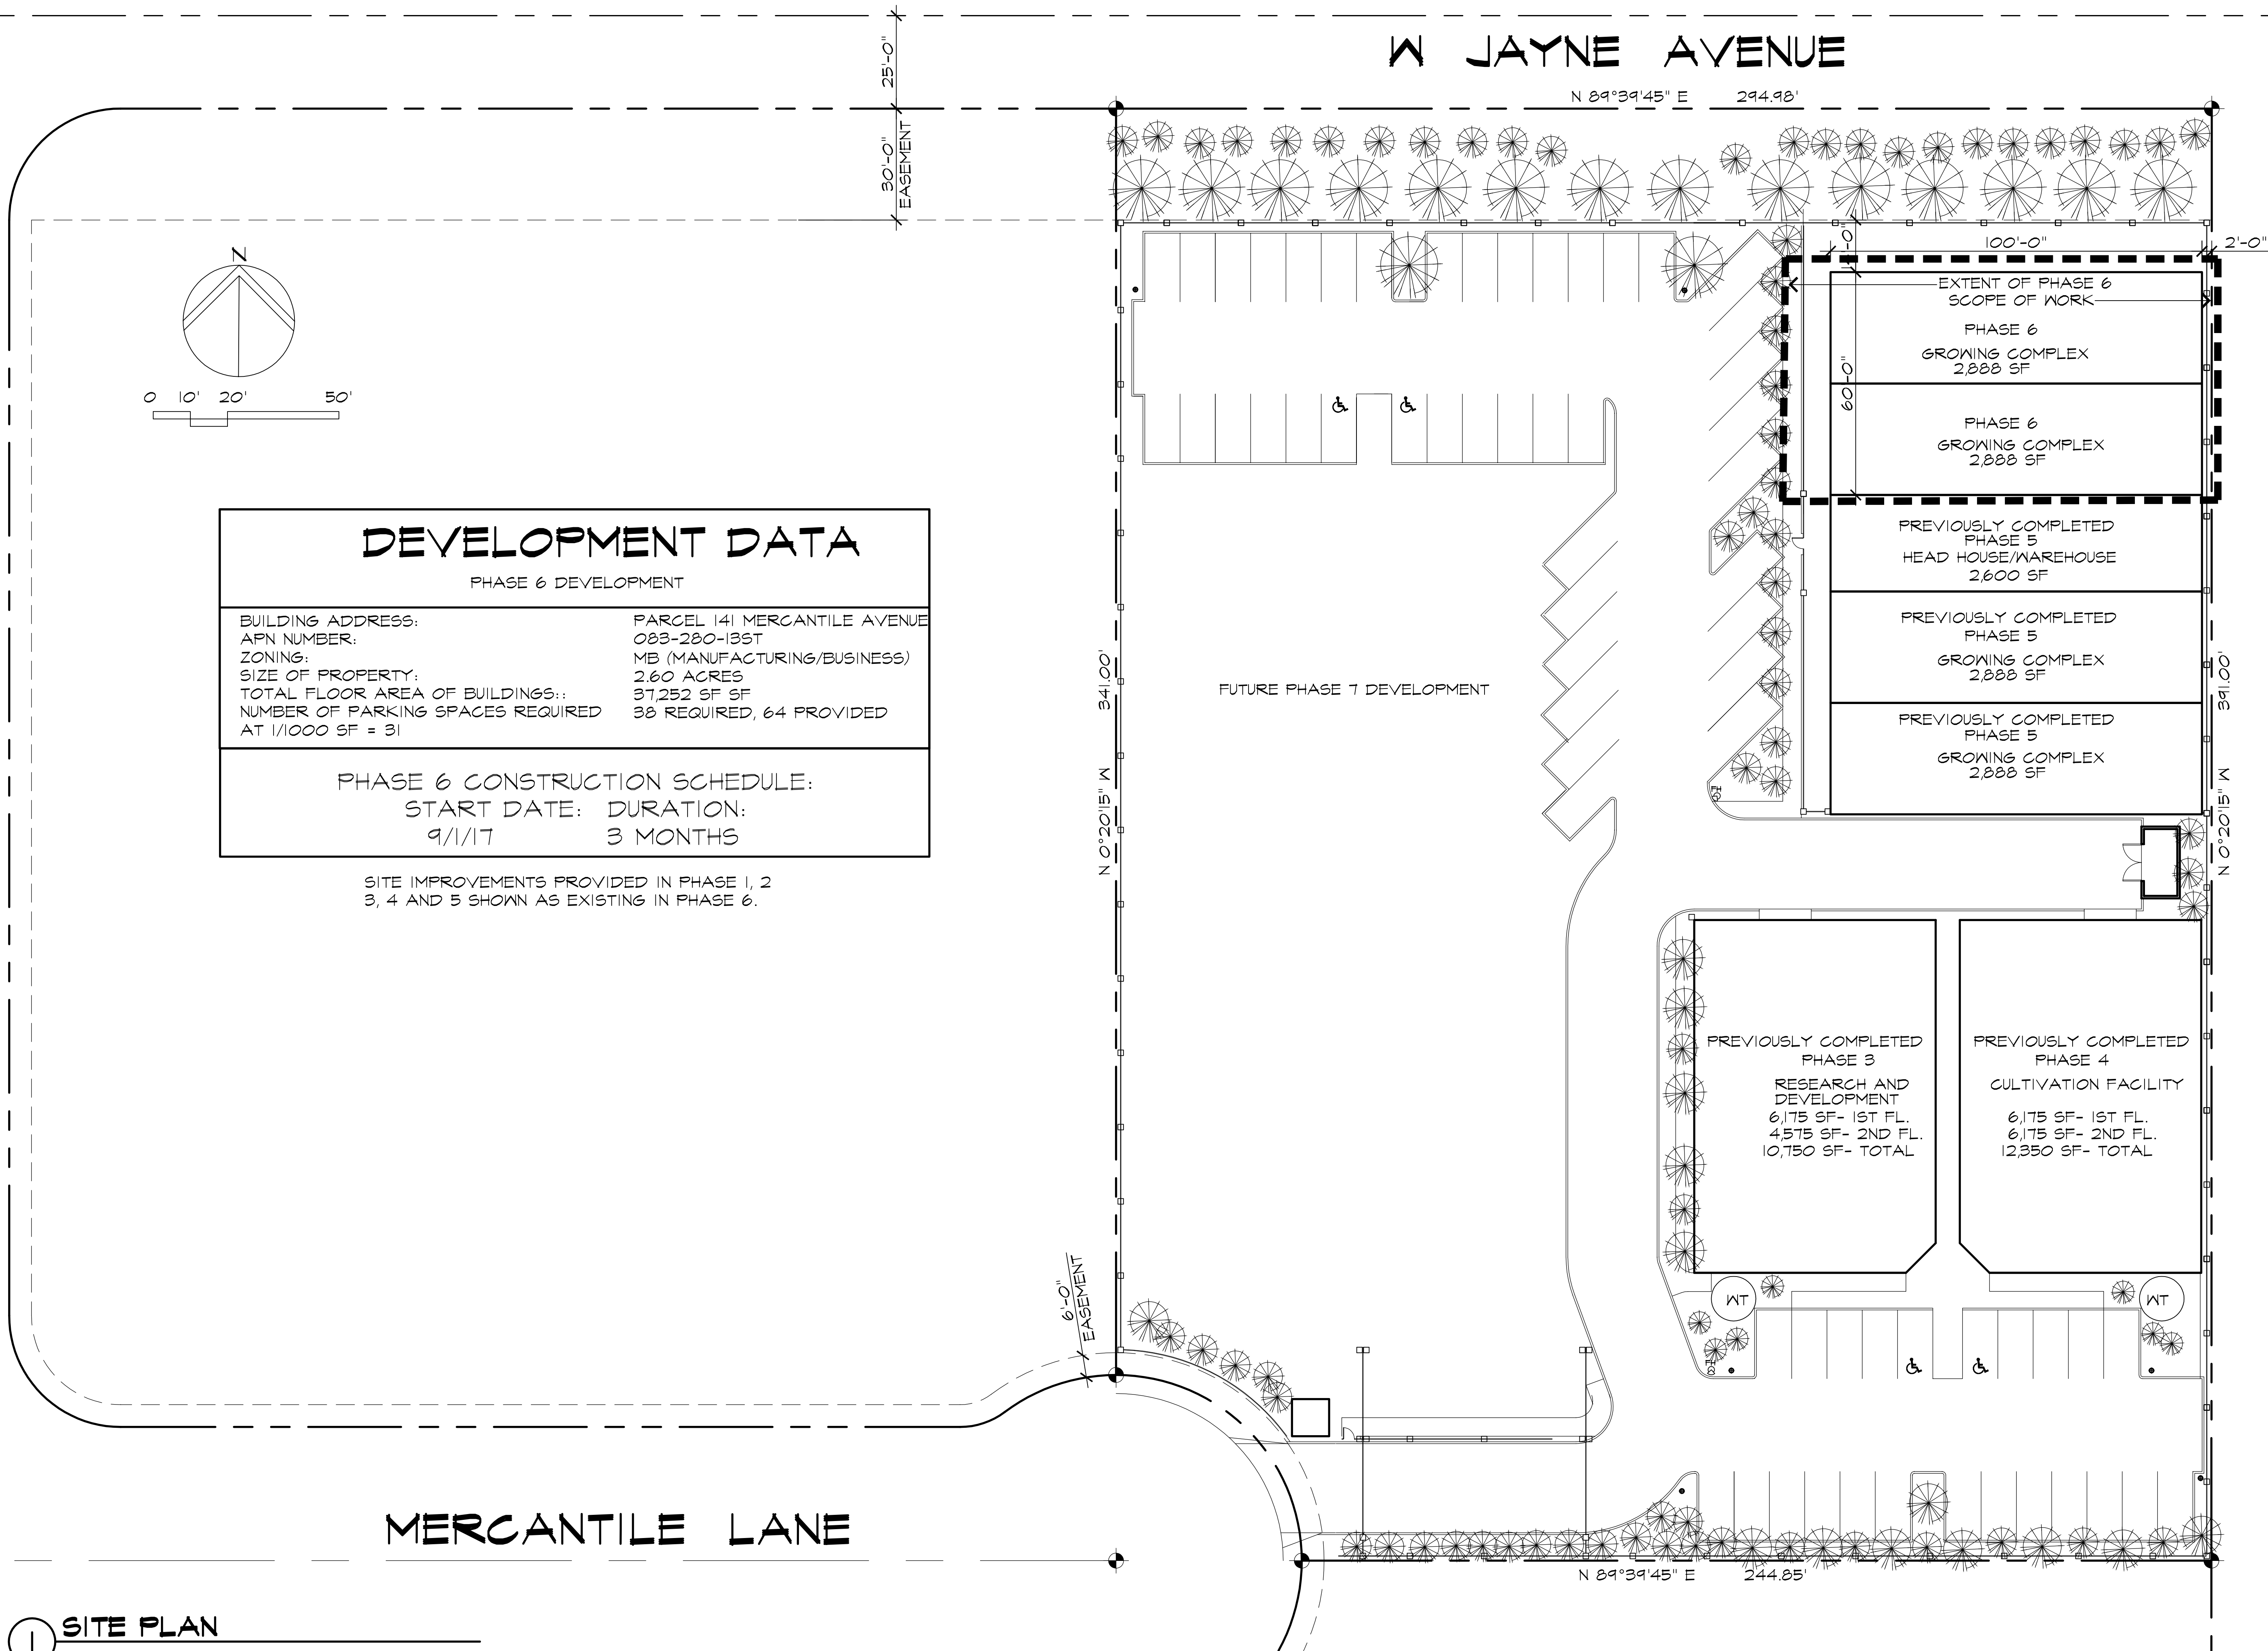 W JAYNE AVENUE
N 89°39'45" E 294.98'
25'-0"
30'-0"
EASEMENT
N
0 10' 20' 50'
100'-0"
2'-0"
EXTENT OF PHASE 6
SCOPE OF WORK
PHASE 6
GROWING COMPLEX
2,888 SF
60'-0"
PHASE 6
GROWING COMPLEX
2,888 SF
DEVELOPMENT DATA
PHASE 6 DEVELOPMENT
BUILDING ADDRESS: PARCEL 141 MERCANTILE AVENUE
APN NUMBER: 083-280-13ST
ZONING: MB (MANUFACTURING/BUSINESS)
SIZE OF PROPERTY: 2.60 ACRES
TOTAL FLOOR AREA OF BUILDINGS:: 37,252 SF SF
NUMBER OF PARKING SPACES REQUIRED 38 REQUIRED, 64 PROVIDED
AT 1/1000 SF = 31
PHASE 6 CONSTRUCTION SCHEDULE:
START DATE: DURATION:
9/1/17 3 MONTHS
SITE IMPROVEMENTS PROVIDED IN PHASE 1, 2
3, 4 AND 5 SHOWN AS EXISTING IN PHASE 6.
N 0°20'15" W 341.00'
FUTURE PHASE 7 DEVELOPMENT
PREVIOUSLY COMPLETED
PHASE 5
HEAD HOUSE/WAREHOUSE
2,600 SF
PREVIOUSLY COMPLETED
PHASE 5
GROWING COMPLEX
2,888 SF
PREVIOUSLY COMPLETED
PHASE 5
GROWING COMPLEX
2,888 SF
N 0°20'15" W 391.00'
FH
PREVIOUSLY COMPLETED
PHASE 3
RESEARCH AND
DEVELOPMENT
6,175 SF- 1ST FL.
4,575 SF- 2ND FL.
10,750 SF- TOTAL
PREVIOUSLY COMPLETED
PHASE 4
CULTIVATION FACILITY
6,175 SF- 1ST FL.
6,175 SF- 2ND FL.
12,350 SF- TOTAL
WT
WT
FH
6'-0"
EASEMENT
MERCANTILE LANE
N 89°39'45" E 244.85'
1 SITE PLAN